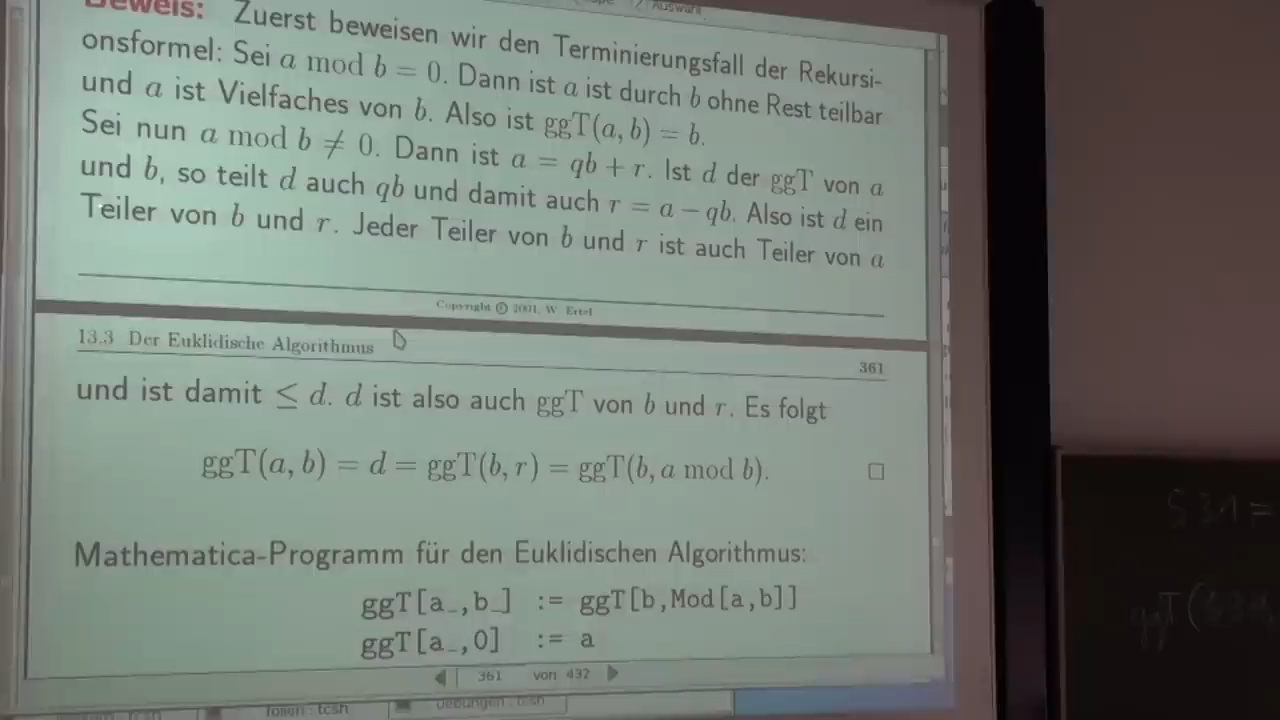 Beweis: Zuerst beweisen wir den Terminierungsfall der Rekursi-
onsformel: Sei a mod b = 0. Dann ist a ist durch b ohne Rest teilbar
und a ist Vielfaches von b. Also ist ggT(a, b) = b.
Sei nun a mod b ≠ 0. Dann ist a = qb + r. Ist d der ggT von a
und b, so teilt d auch qb und damit auch r = a − qb. Also ist d ein
Teiler von b und r. Jeder Teiler von b und r ist auch Teiler von a
Copyright © 2001, W. Ertel
13.3 Der Euklidische Algorithmus 361
und ist damit ≤ d. d ist also auch ggT von b und r. Es folgt
ggT(a, b) = d = ggT(b, r) = ggT(b, a mod b). □
Mathematica-Programm für den Euklidischen Algorithmus:
ggT[a_,b_] := ggT[b,Mod[a,b]]
ggT[a_,0] := a
361 von 432
folien : tcsh
531 =